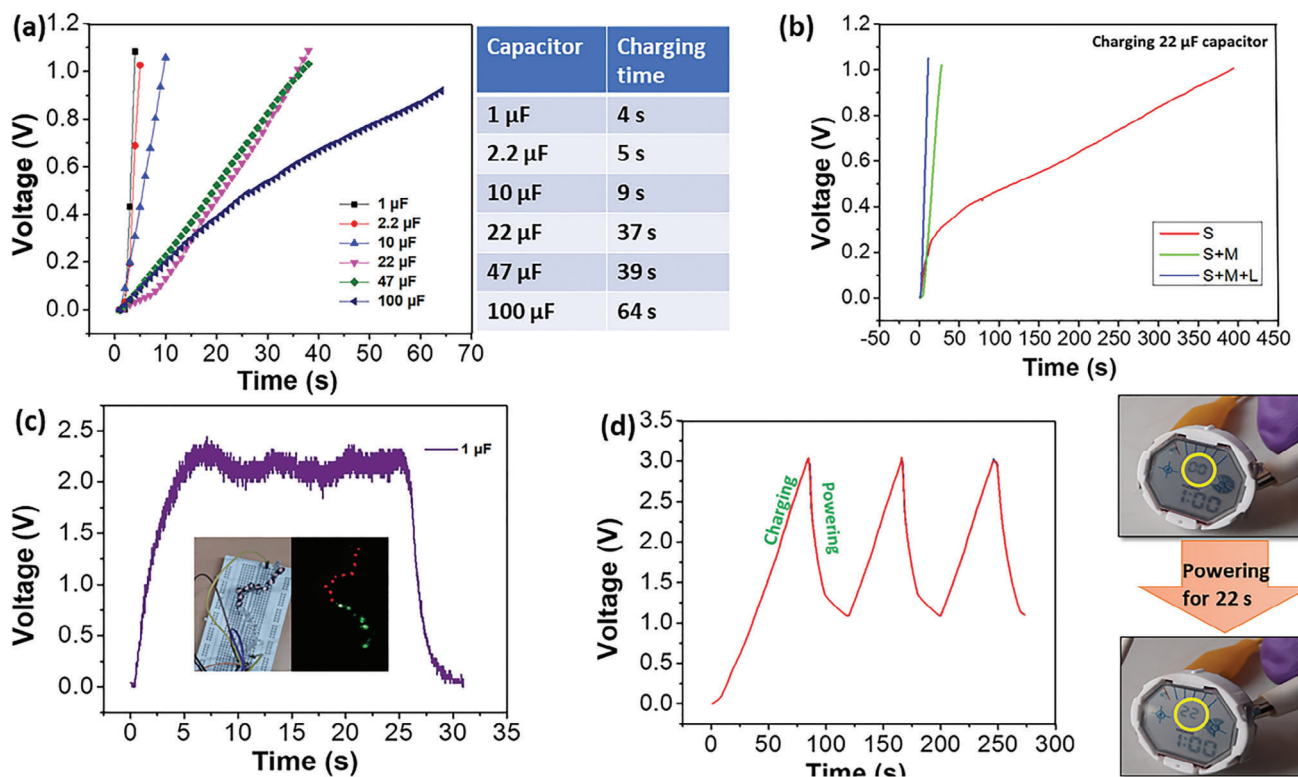 (a)
1.2
1.0
0.8
0.6
0.4
0.2
0.0
Voltage (V)
1 µF
2.2 µF
10 µF
22 µF
47 µF
100 µF
0 10 20 30 40 50 60 70
Time (s)
Capacitor Charging time
1 µF 4 s
2.2 µF 5 s
10 µF 9 s
22 µF 37 s
47 µF 39 s
100 µF 64 s
(b)
Charging 22 µF capacitor
1.2
1.0
0.8
0.6
0.4
0.2
0.0
Voltage (V)
S
S+M
S+M+L
-50 0 50 100 150 200 250 300 350 400 450
Time (s)
(c)
2.5
2.0
1.5
1.0
0.5
0.0
Voltage (V)
1 µF
0 5 10 15 20 25 30 35
Time (s)
(d)
3.5
3.0
2.5
2.0
1.5
1.0
0.5
0.0
Voltage (V)
Charging
Powering
0 50 100 150 200 250 300
Time (s)
00
1:00
Powering
for 22 s
22
1:00